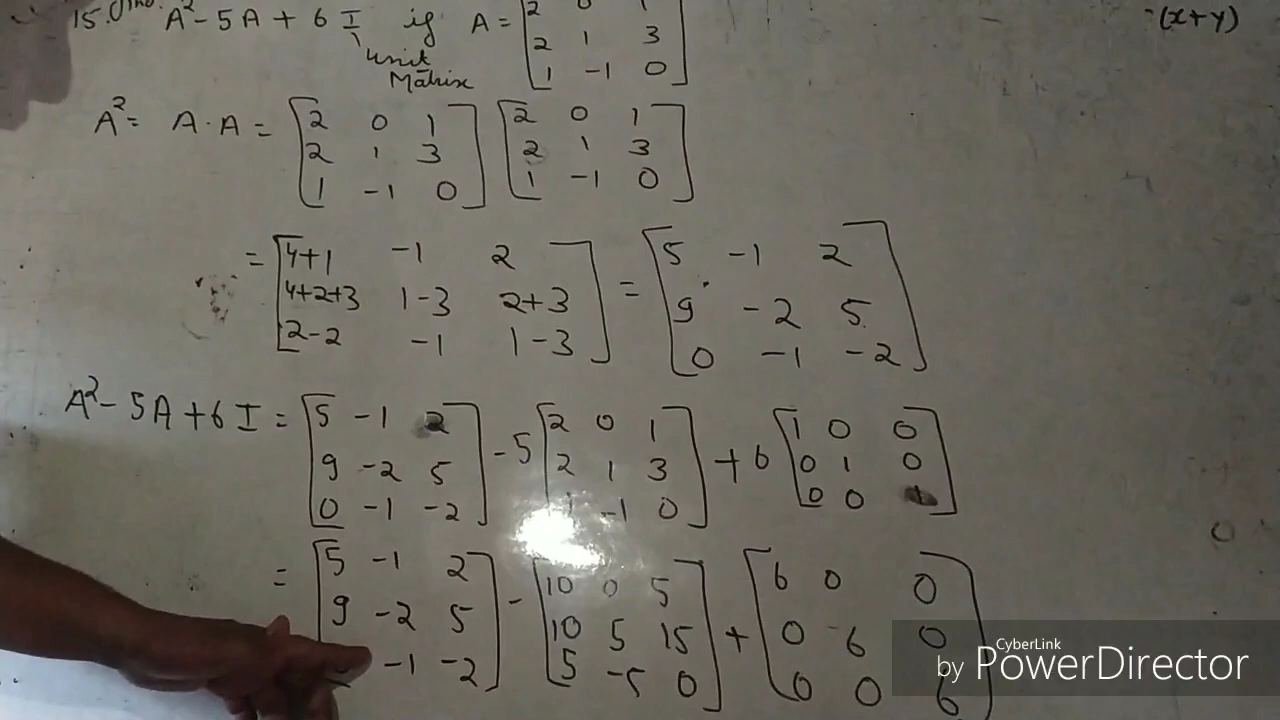 15. A² - 5A + 6 I if A = [2 0 1
2 1 3
1 -1 0]
unit
Matrix
-(x+y)
A² = A·A = [2 0 1 [2 0 1
2 1 3 2 1 3
1 -1 0] 1 -1 0]
= [4+1 -1 2 = [5 -1 2
4+2+3 1-3 2+3 9 -2 5
2-2 -1 1-3] 0 -1 -2]
A² - 5A + 6 I = [5 -1 2 - 5 [2 0 1 + 6 [1 0 0
9 -2 5 2 1 3 0 1 0
0 -1 -2] 1 -1 0] 0 0 1]
= [5 -1 2 - [10 0 5 + [6 0 0
9 -2 5 10 5 15 0 6 0
-1 -2] 5 -5 0] 0 0 6]
CyberLink
by PowerDirector